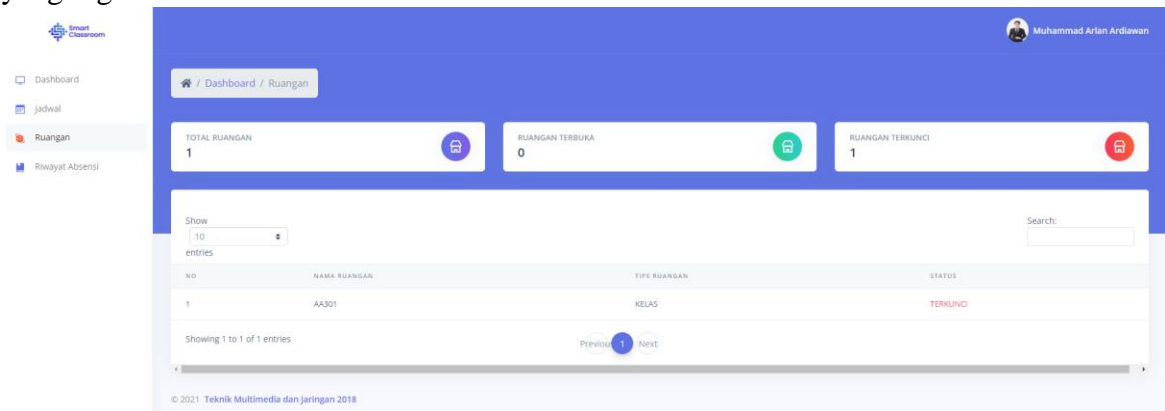 Smart
Classroom
Muhammad Arlan Ardiawan
Dashboard
Jadwal
Ruangan
Riwayat Absensi
/ Dashboard / Ruangan
TOTAL RUANGAN
1
RUANGAN TERBUKA
0
RUANGAN TERKUNCI
1
Show
10
entries
Search:
NO NAMA RUANGAN TIPE RUANGAN STATUS
1 AA301 KELAS TERKUNCI
Showing 1 to 1 of 1 entries
Previou 1 Next
© 2021 Teknik Multimedia dan Jaringan 2018